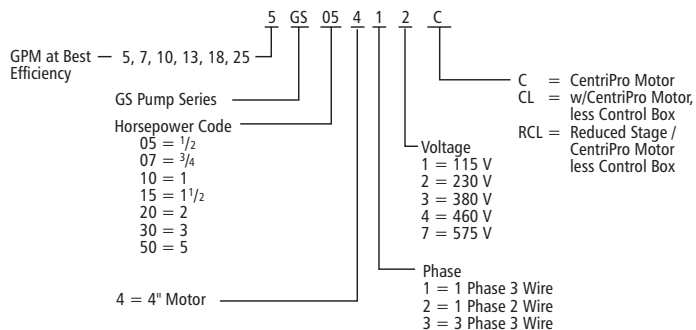 5 GS 05 4 1 2 C
GPM at Best Efficiency — 5, 7, 10, 13, 18, 25
GS Pump Series
Horsepower Code
05 = 1/2
07 = 3/4
10 = 1
15 = 1 1/2
20 = 2
30 = 3
50 = 5
4 = 4" Motor
C = CentriPro Motor
CL = w/CentriPro Motor,
less Control Box
RCL = Reduced Stage /
CentriPro Motor
less Control Box
Voltage
1 = 115 V
2 = 230 V
3 = 380 V
4 = 460 V
7 = 575 V
Phase
1 = 1 Phase 3 Wire
2 = 1 Phase 2 Wire
3 = 3 Phase 3 Wire